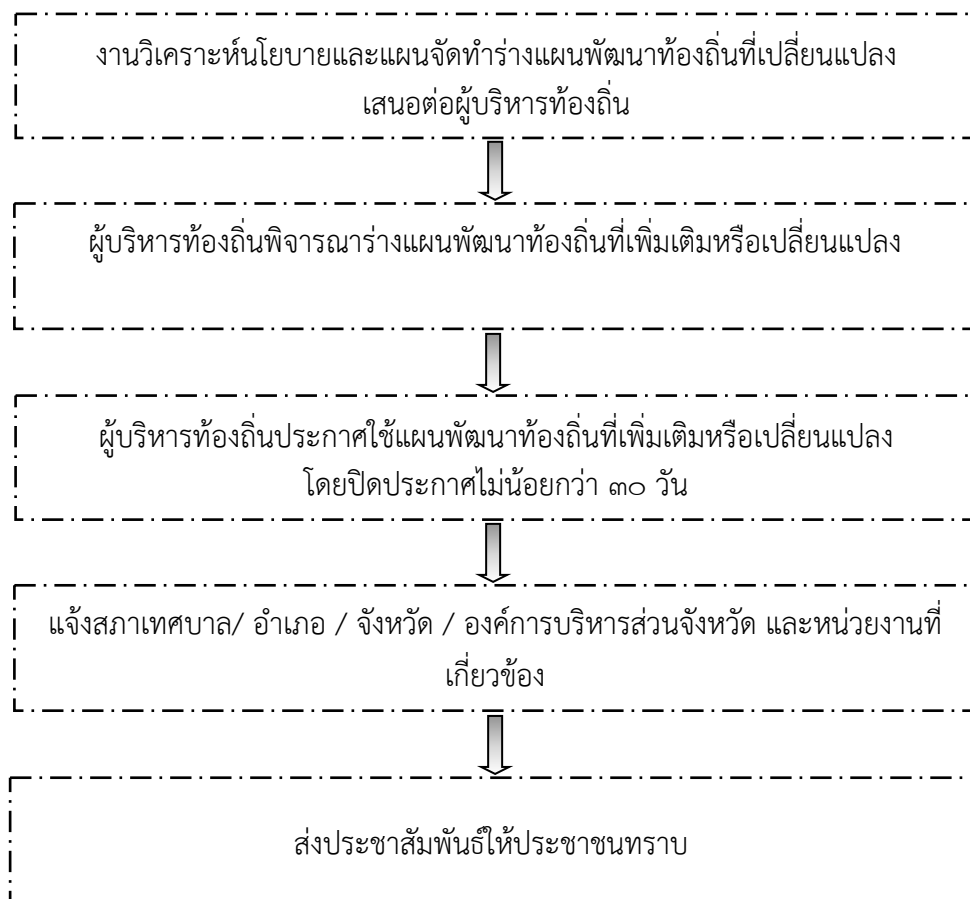 งานวิเคราะห์นโยบายและแผนจัดทำร่างแผนพัฒนาท้องถิ่นที่เปลี่ยนแปลง
เสนอต่อผู้บริหารท้องถิ่น
ผู้บริหารท้องถิ่นพิจารณาร่างแผนพัฒนาท้องถิ่นที่เพิ่มเติมหรือเปลี่ยนแปลง
ผู้บริหารท้องถิ่นประกาศใช้แผนพัฒนาท้องถิ่นที่เพิ่มเติมหรือเปลี่ยนแปลง
โดยปิดประกาศไม่น้อยกว่า ๓๐ วัน
แจ้งสภาเทศบาล/ อำเภอ / จังหวัด / องค์การบริหารส่วนจังหวัด และหน่วยงานที่
เกี่ยวข้อง
ส่งประชาสัมพันธ์ให้ประชาชนทราบ